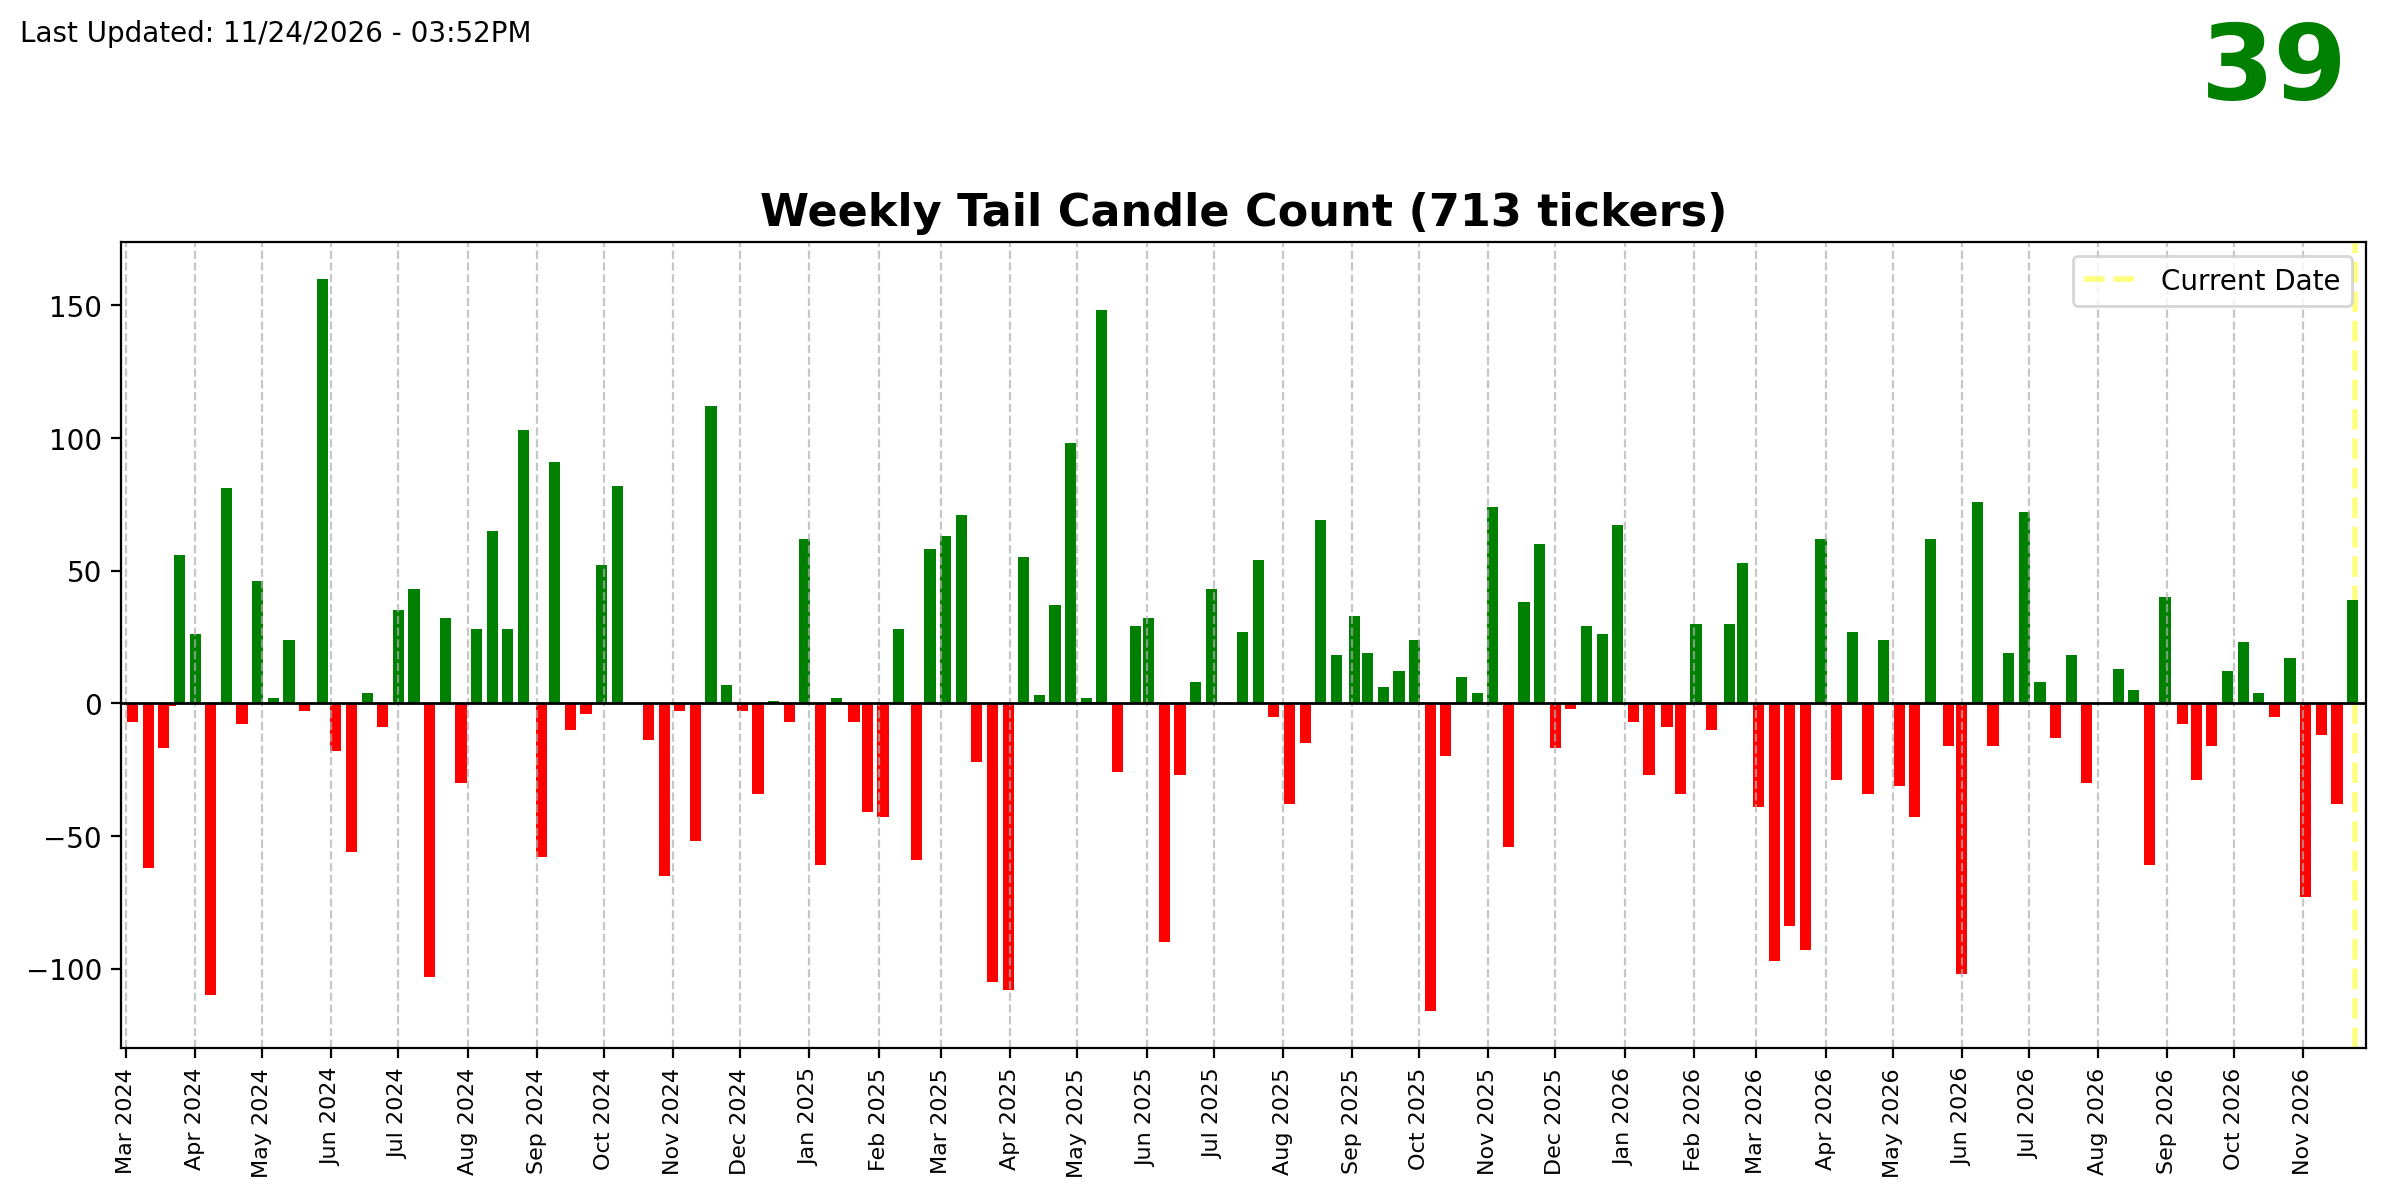 Last Updated: 11/24/2026 - 03:52PM
39
Weekly Tail Candle Count (713 tickers)
Current Date
150
100
50
0
−50
−100
Mar 2024
Apr 2024
May 2024
Jun 2024
Jul 2024
Aug 2024
Sep 2024
Oct 2024
Nov 2024
Dec 2024
Jan 2025
Feb 2025
Mar 2025
Apr 2025
May 2025
Jun 2025
Jul 2025
Aug 2025
Sep 2025
Oct 2025
Nov 2025
Dec 2025
Jan 2026
Feb 2026
Mar 2026
Apr 2026
May 2026
Jun 2026
Jul 2026
Aug 2026
Sep 2026
Oct 2026
Nov 2026